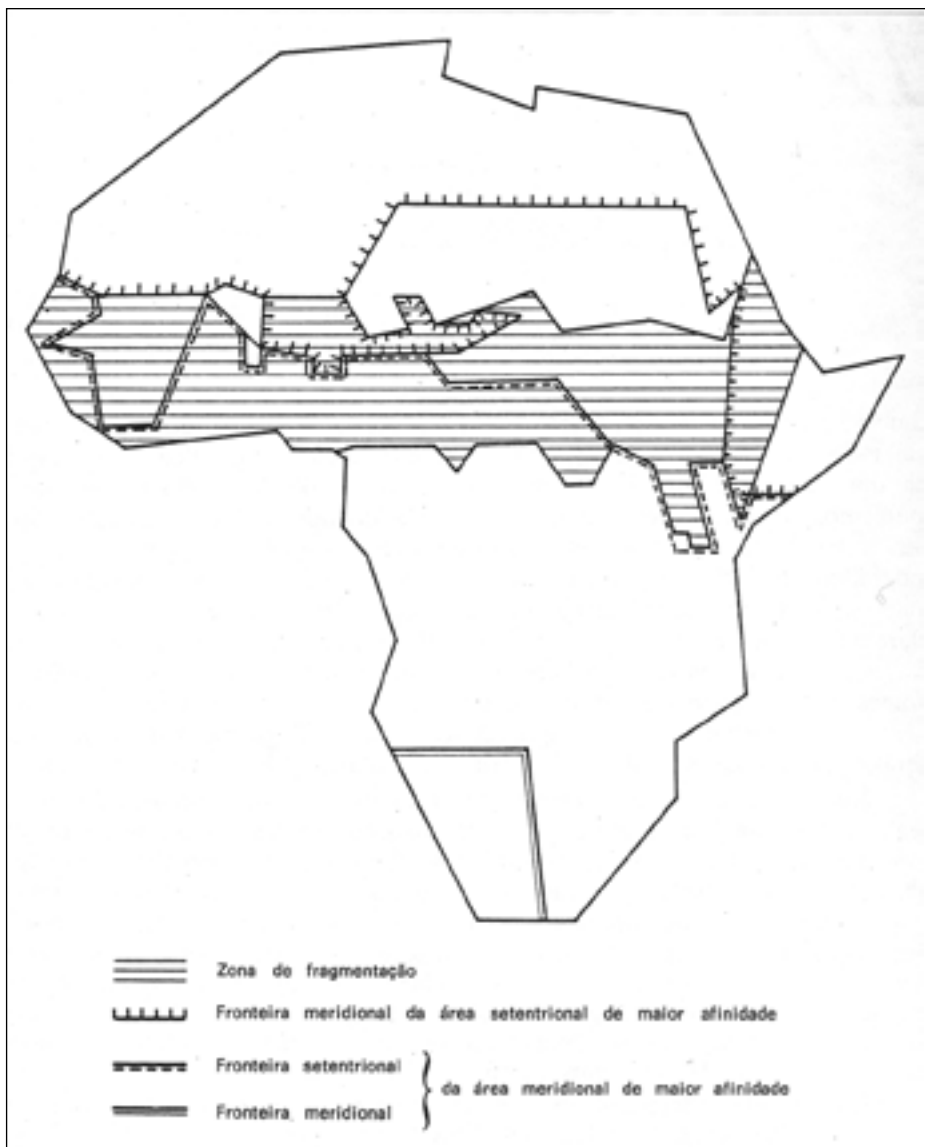 Zona de fragmentação
Fronteira meridional da área setentrional de maior afinidade
Fronteira setentrional
da área meridional de maior afinidade
Fronteira meridional